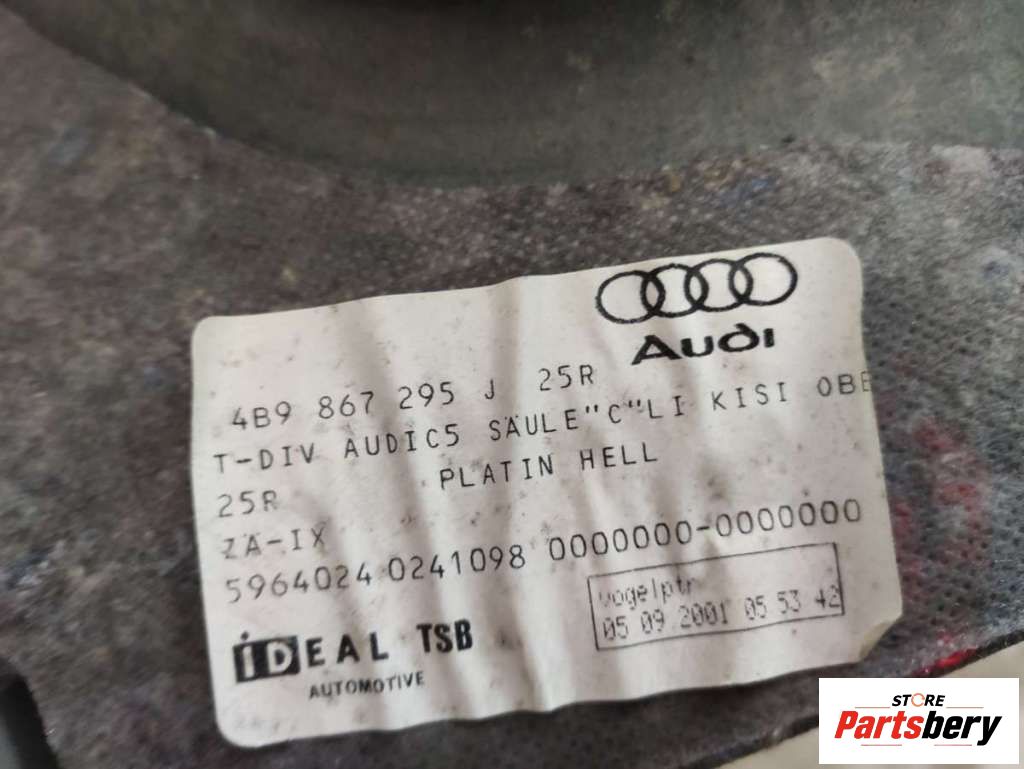 Audi
4B9 867 295 J 25R
T-DIV AUDIC5 SÄULE"C"LI KISI OBE
25R PLATIN HELL
ZA-IX
5964024 0241098 0000000-0000000
vogelptr
05 09 2001 05 53 42
iDEAL TSB
AUTOMOTIVE
STORE
Partsbery